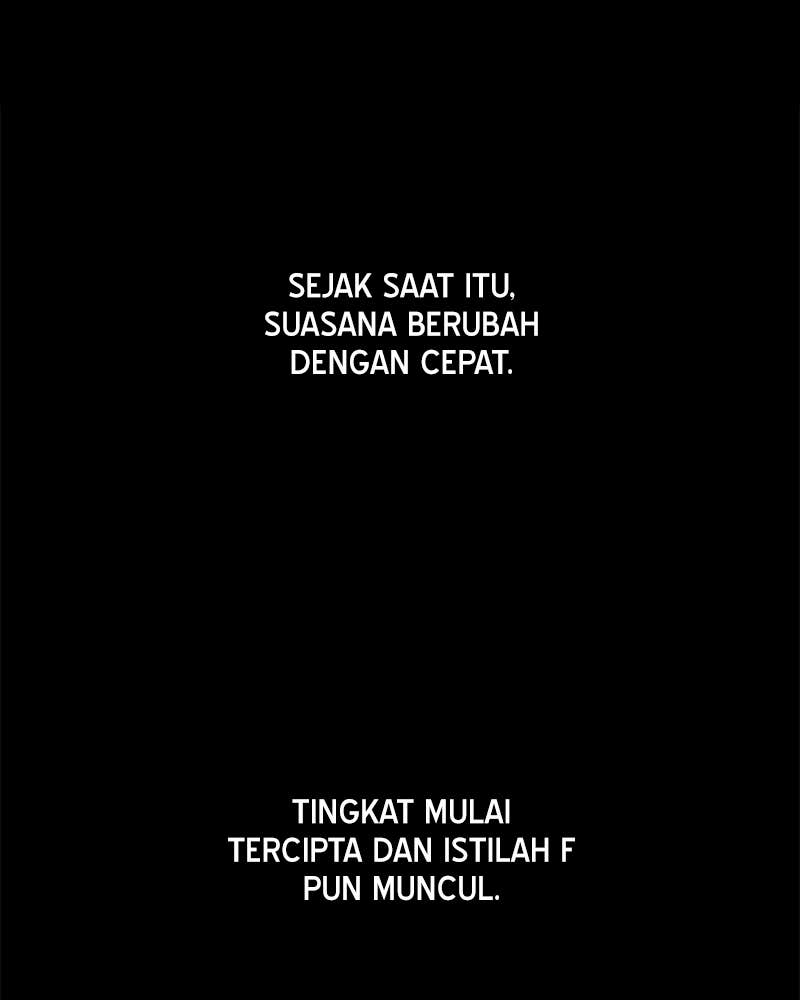 SEJAK SAAT ITU,
SUASANA BERUBAH
DENGAN CEPAT.
TINGKAT MULAI
TERCIPTA DAN ISTILAH F
PUN MUNCUL.